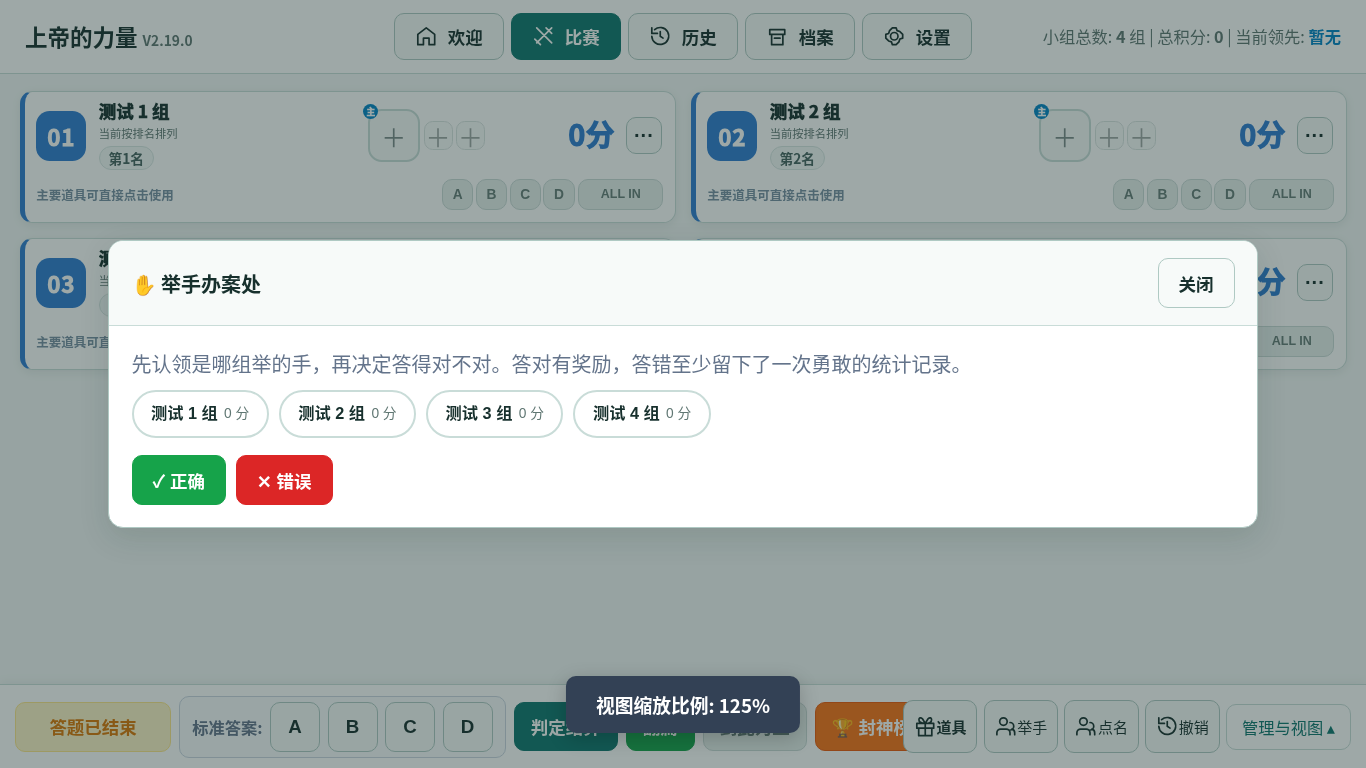 上帝的力量 V2.19.0
欢迎
比赛
历史
档案
设置
小组总数: 4 组 | 总积分: 0 | 当前领先: 暂无
01
测试 1 组
当前按排名排列
第1名
主
0分
...
主要道具可直接点击使用
A
B
C
D
ALL IN
02
测试 2 组
当前按排名排列
第2名
主
0分
...
主要道具可直接点击使用
A
B
C
D
ALL IN
03
主要道具可直
分
...
ALL IN
✋ 举手办案处
关闭
先认领是哪组举的手，再决定答得对不对。答对有奖励，答错至少留下了一次勇敢的统计记录。
测试 1 组 0 分
测试 2 组 0 分
测试 3 组 0 分
测试 4 组 0 分
✓ 正确
✕ 错误
视图缩放比例: 125%
答题已结束
标准答案:
A
B
C
D
判定
🏆 封神
道具
举手
点名
撤销
管理与视图 ▴